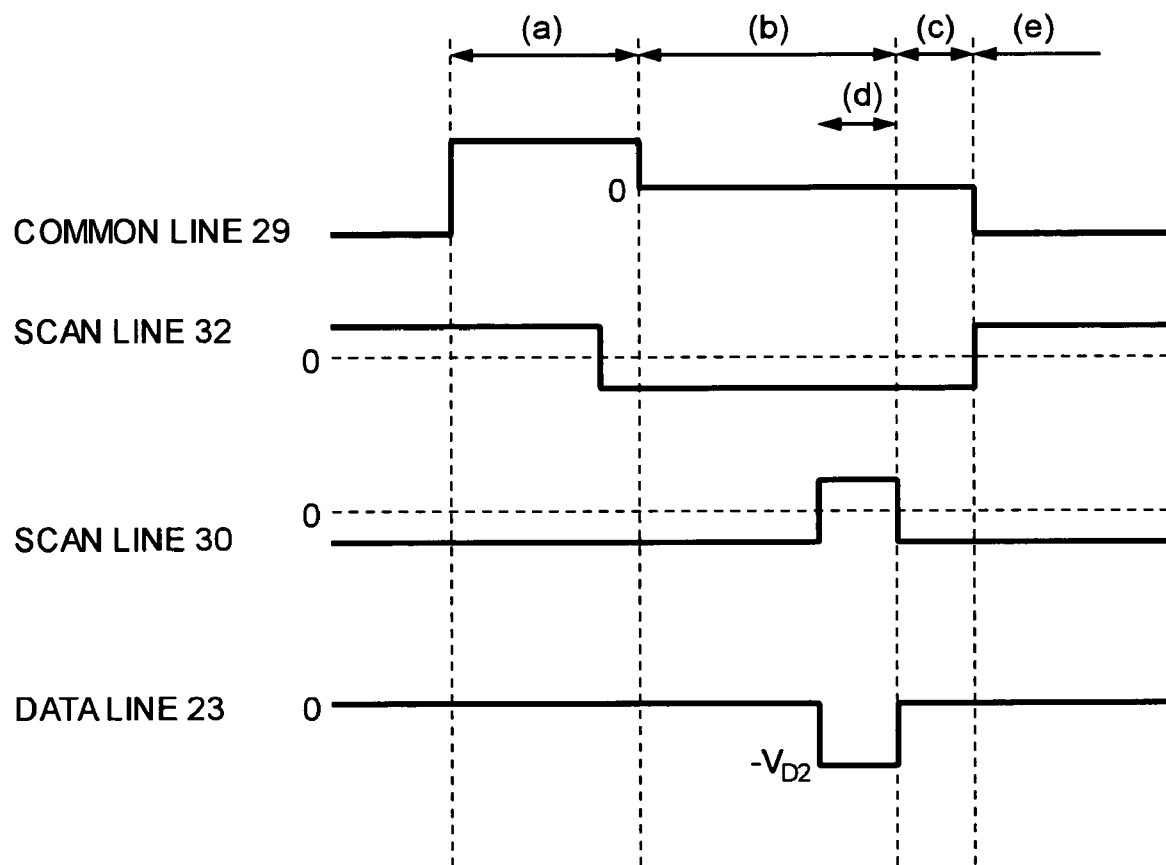 (a) (b) (c) (e)
(d)
0
COMMON LINE 29
SCAN LINE 32
0
0
SCAN LINE 30
DATA LINE 23 0
-VD2